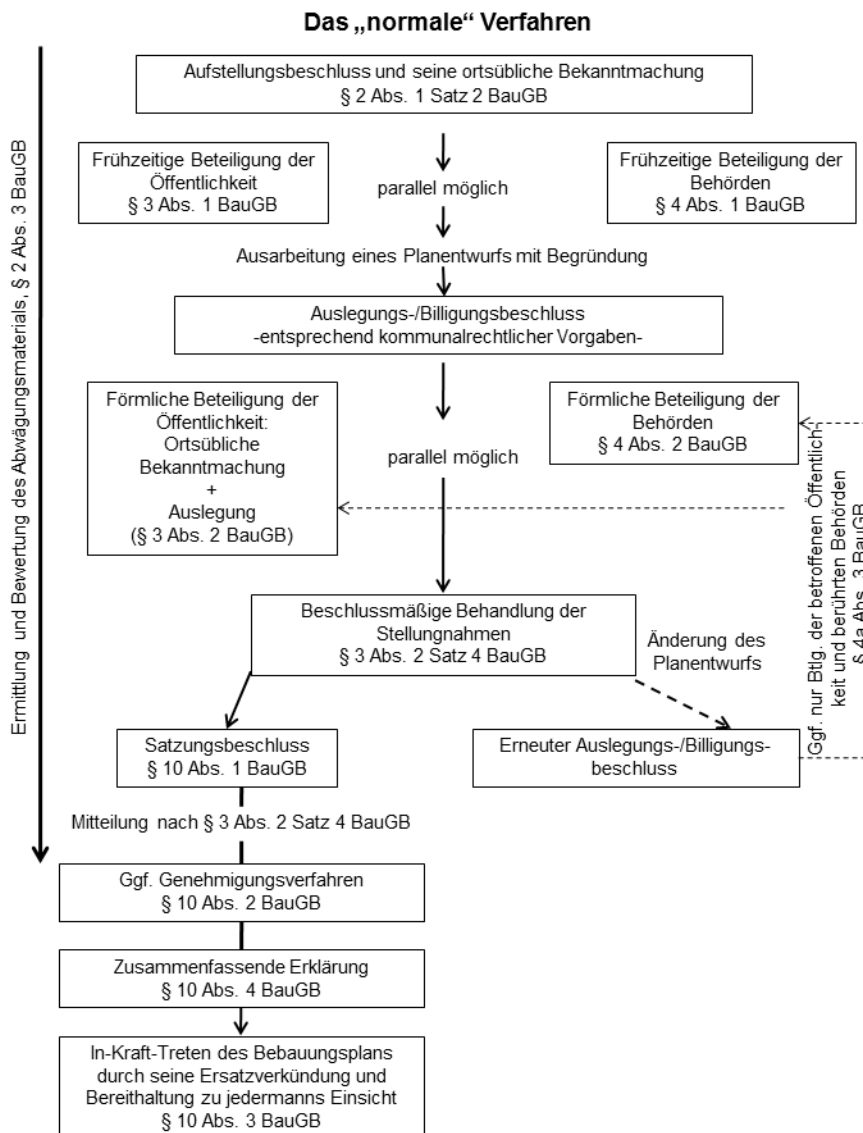 Das „normale“ Verfahren
Aufstellungsbeschluss und seine ortsübliche Bekanntmachung
§ 2 Abs. 1 Satz 2 BauGB
Frühzeitige Beteiligung der
Öffentlichkeit
§ 3 Abs. 1 BauGB
parallel möglich
Frühzeitige Beteiligung der
Behörden
§ 4 Abs. 1 BauGB
Ausarbeitung eines Planentwurfs mit Begründung
Auslegungs-/Billigungsbeschluss
-entsprechend kommunalrechtlicher Vorgaben-
Förmliche Beteiligung der
Öffentlichkeit:
Ortsübliche
Bekanntmachung
+
Auslegung
(§ 3 Abs. 2 BauGB)
parallel möglich
Förmliche Beteiligung der
Behörden
§ 4 Abs. 2 BauGB
Beschlussmäßige Behandlung der
Stellungnahmen
§ 3 Abs. 2 Satz 4 BauGB
Änderung des
Planentwurfs
Satzungsbeschluss
§ 10 Abs. 1 BauGB
Erneuter Auslegungs-/Billigungs-
beschluss
Mitteilung nach § 3 Abs. 2 Satz 4 BauGB
Ggf. Genehmigungsverfahren
§ 10 Abs. 2 BauGB
Zusammenfassende Erklärung
§ 10 Abs. 4 BauGB
In-Kraft-Treten des Bebauungsplans
durch seine Ersatzverkündung und
Bereithaltung zu jedermanns Einsicht
§ 10 Abs. 3 BauGB
Ermittlung und Bewertung des Abwägungsmaterials, § 2 Abs. 3 BauGB
Ggf. nur Btlg. der betroffenen Öffentlich-
keit und berührten Behörden
§ 4a Abs. 3 BauGB